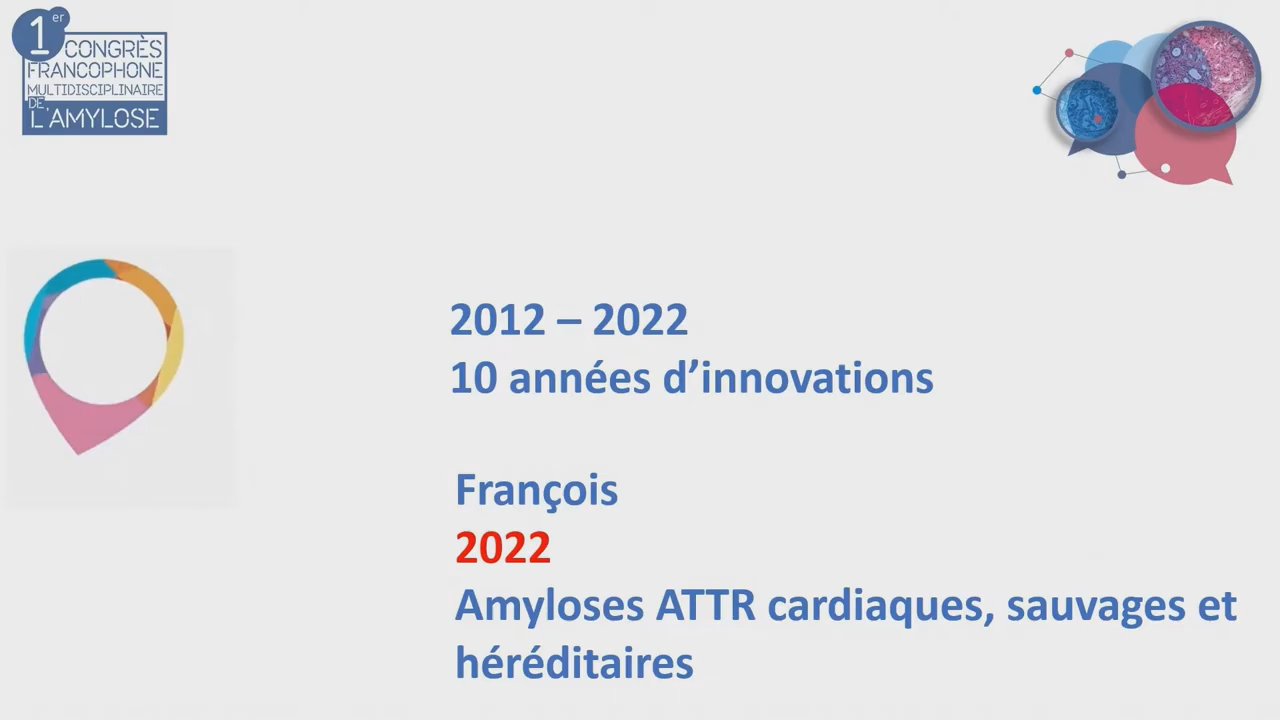 1er
CONGRÈS
FRANCOPHONE
MULTIDISCIPLINAIRE
DE
L'AMYLOSE
2012 – 2022
10 années d’innovations
François
2022
Amyloses ATTR cardiaques, sauvages et
héréditaires